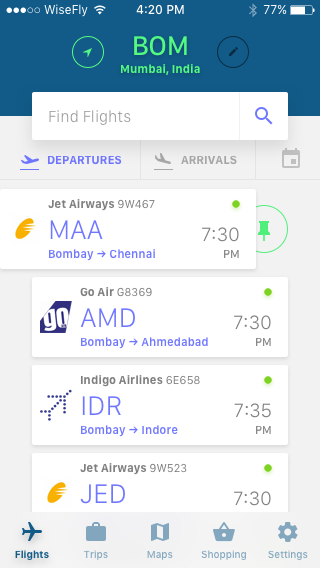 WiseFly 4:20 PM 77%
BOM
Mumbai, India
Find Flights
DEPARTURES ARRIVALS
Jet Airways 9W467
MAA 7:30
Bombay → Chennai PM
Go Air G8369
go AMD 7:30
Bombay → Ahmedabad PM
Indigo Airlines 6E658
IDR 7:35
Bombay → Indore PM
Jet Airways 9W523
JED 7:30
Flights Trips Maps Shopping Settings